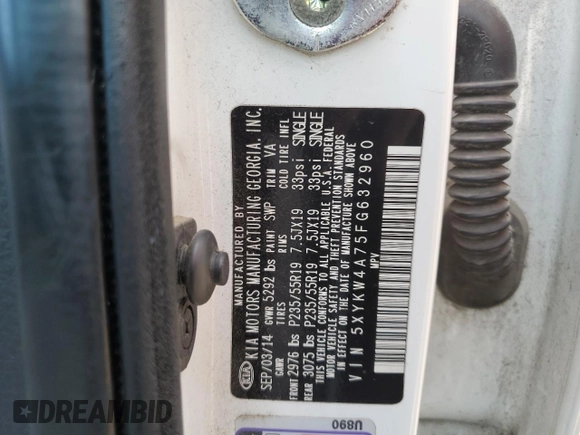 MANUFACTURED BY
KIA KIA MOTORS MANUFACTURING GEORGIA, INC.
SEP/03/14 GVWR 5292 lbs PAINT SWP TRIM VA
GAWR TIRES RIMS COLD TIRE INFL
FRONT 2976 lbs P235/55R19 7.5JX19 33psi SINGLE
REAR 3075 lbs P235/55R19 7.5JX19 33psi SINGLE
THIS VEHICLE CONFORMS TO ALL APPLICABLE U.S.A. FEDERAL
MOTOR VEHICLE SAFETY AND THEFT PREVENTION STANDARDS
IN EFFECT ON THE DATE OF MANUFACTURE SHOWN ABOVE
VIN 5XYKW4A75FG632960
MPV
U890
DREAMBID